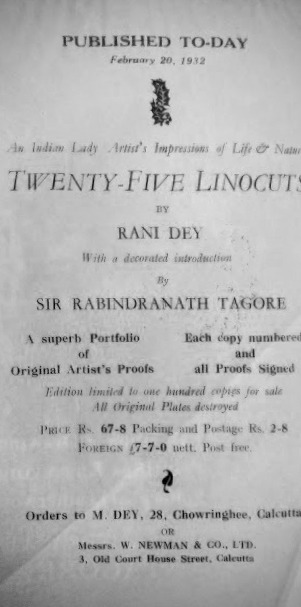 PUBLISHED TO-DAY
February 20, 1932
An Indian Lady Artist's Impressions of Life & Natur
TWENTY-FIVE LINOCUTS
BY
RANI DEY
With a decorated introduction
By
SIR RABINDRANATH TAGORE
A superb Portfolio
of
Original Artist's Proofs
Each copy numbered
and
all Proofs Signed
Edition limited to one hundred copies for sale
All Original Plates destroyed
PRICE Rs. 67-8 Packing and Postage Rs. 2-8
FOREIGN £7-7-0 nett. Post free.
Orders to M. DEY, 28, Chowringhee, Calcutta
OR
Messrs. W. NEWMAN & CO., LTD.
3, Old Court House Street, Calcutta